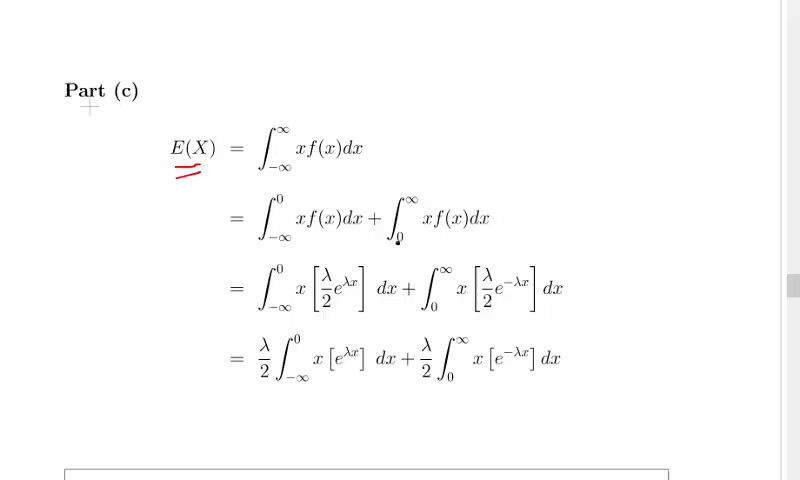 Part (c)
E(X) = ∫_{-∞}^{∞} xf(x)dx
= ∫_{-∞}^{0} xf(x)dx + ∫_{0}^{∞} xf(x)dx
= ∫_{-∞}^{0} x [λ/2 e^{λx}] dx + ∫_{0}^{∞} x [λ/2 e^{-λx}] dx
= λ/2 ∫_{-∞}^{0} x [e^{λx}] dx + λ/2 ∫_{0}^{∞} x [e^{-λx}] dx